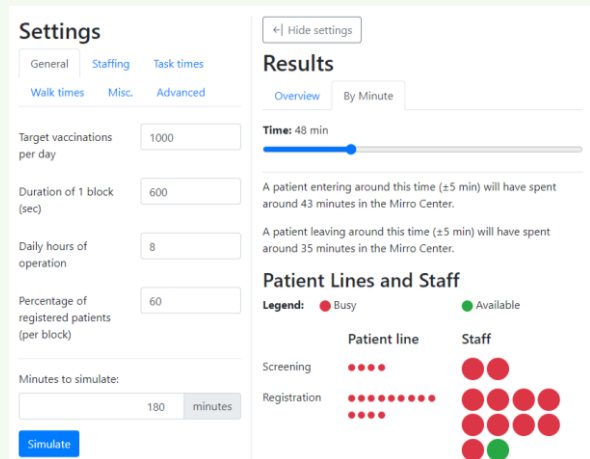 Settings
General Staffing Task times
Walk times Misc. Advanced
Target vaccinations
per day
1000
Duration of 1 block
(sec)
600
Daily hours of
operation
8
Percentage of
registered patients
(per block)
60
Minutes to simulate:
180 minutes
Simulate
Hide settings
Results
Overview By Minute
Time: 48 min
A patient entering around this time (±5 min) will have spent
around 43 minutes in the Mirro Center.
A patient leaving around this time (±5 min) will have spent
around 35 minutes in the Mirro Center.
Patient Lines and Staff
Legend: Busy Available
Patient line Staff
Screening
Registration